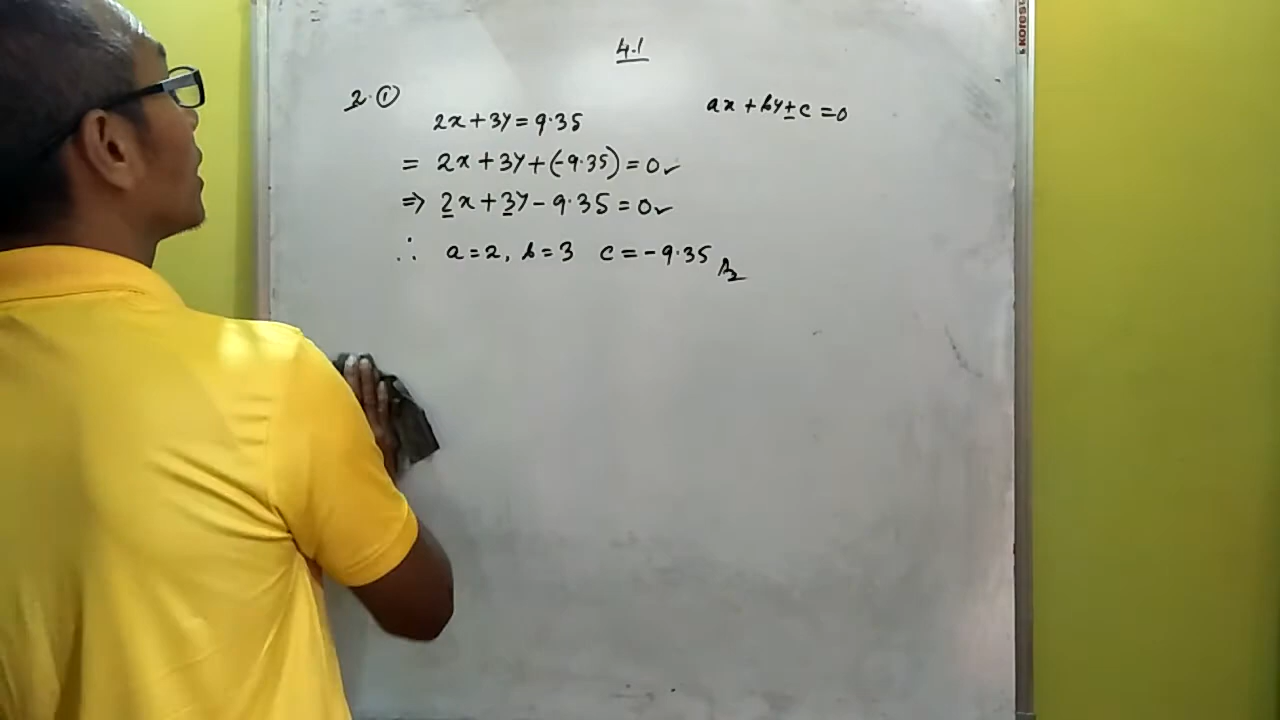 4.1
2. ①
ax + by ± c = 0
2x + 3y = 9.35
= 2x + 3y + (-9.35) = 0 ✓
⇒ 2x + 3y - 9.35 = 0 ✓
∴ a = 2, b = 3 c = -9.35
kores